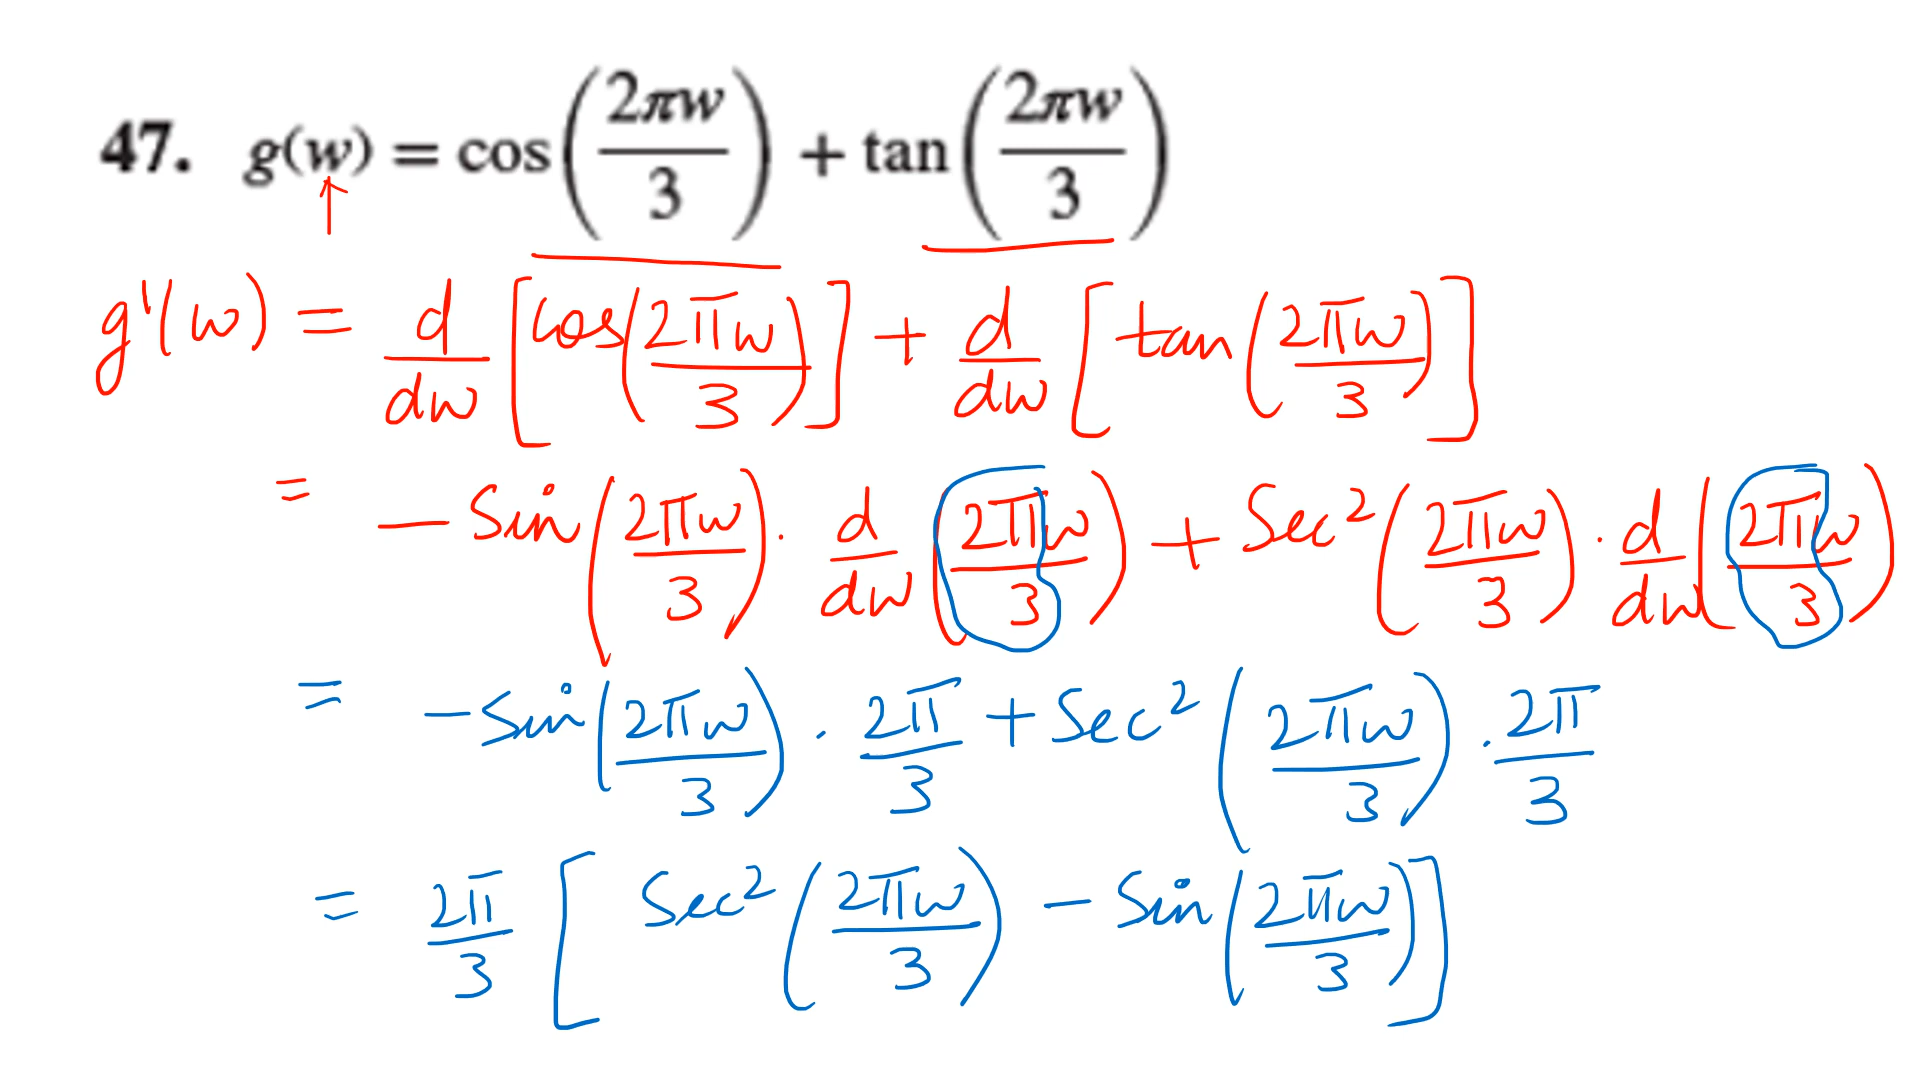 47. g(w) = cos(2πw/3) + tan(2πw/3)
g'(w) = d/dw [cos(2πw/3)] + d/dw [tan(2πw/3)]
= - Sin(2πw/3) · d/dw (2πw/3) + Sec²(2πw/3) · d/dw (2πw/3)
= - Sin(2πw/3) · 2π/3 + Sec²(2πw/3) · 2π/3
= 2π/3 [Sec²(2πw/3) - Sin(2πw/3)]